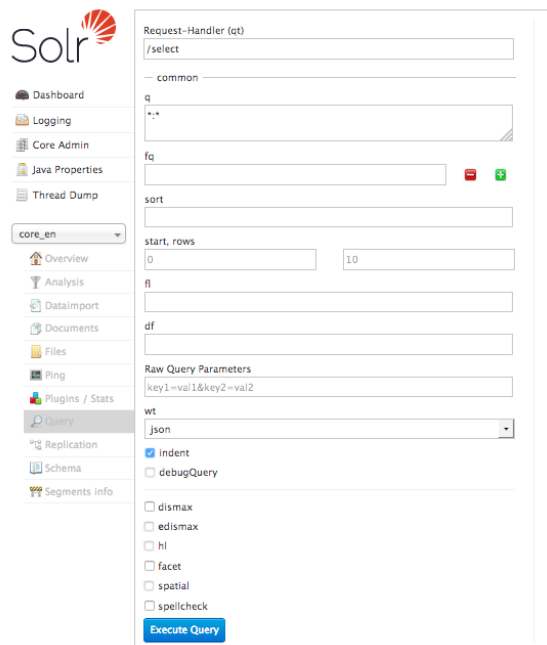 Solr
Dashboard
Logging
Core Admin
Java Properties
Thread Dump
core_en
Overview
Analysis
Dataimport
Documents
Files
Ping
Plugins / Stats
Query
Replication
Schema
Segments info
Request-Handler (qt)
/select
common
q
*:*
fq
sort
start, rows
0 10
fl
df
Raw Query Parameters
key1=val1&key2=val2
wt
json
indent
debugQuery
dismax
edismax
hl
facet
spatial
spellcheck
Execute Query